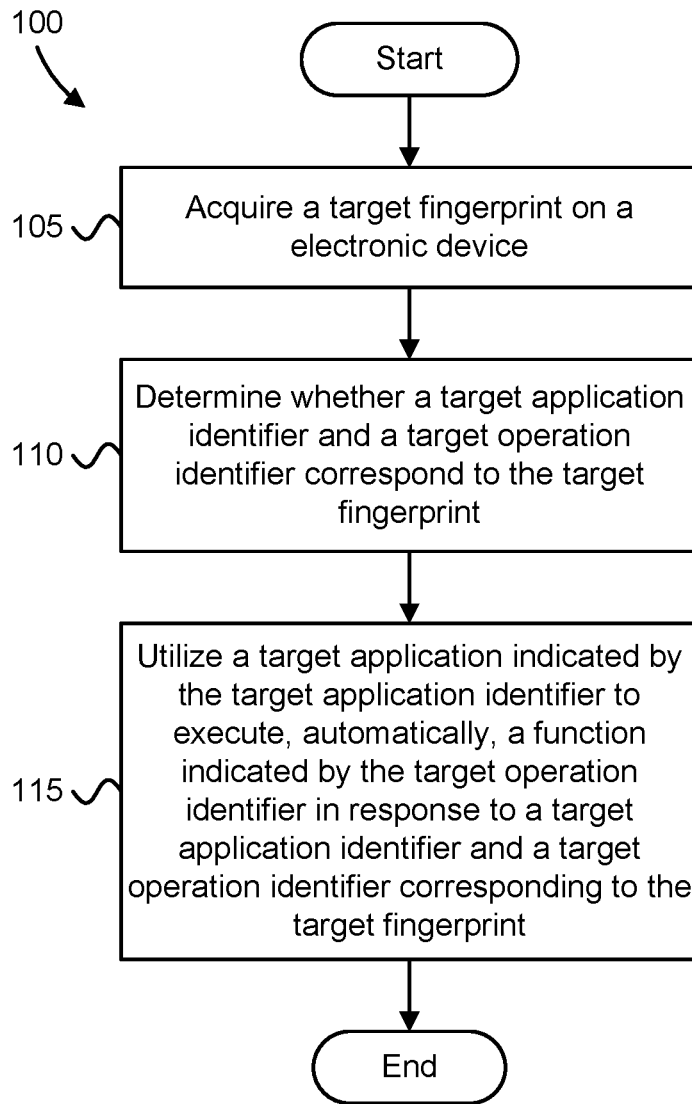 100
Start
105
Acquire a target fingerprint on a
electronic device
110
Determine whether a target application
identifier and a target operation
identifier correspond to the target
fingerprint
115
Utilize a target application indicated by
the target application identifier to
execute, automatically, a function
indicated by the target operation
identifier in response to a target
application identifier and a target
operation identifier corresponding to the
target fingerprint
End